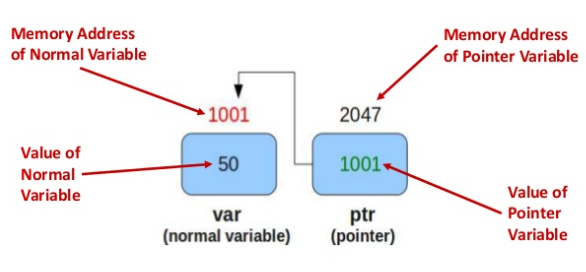 Memory Address
of Normal Variable
Memory Address
of Pointer Variable
1001
2047
Value of
Normal
Variable
50
1001
Value of
Pointer
Variable
var
(normal variable)
ptr
(pointer)